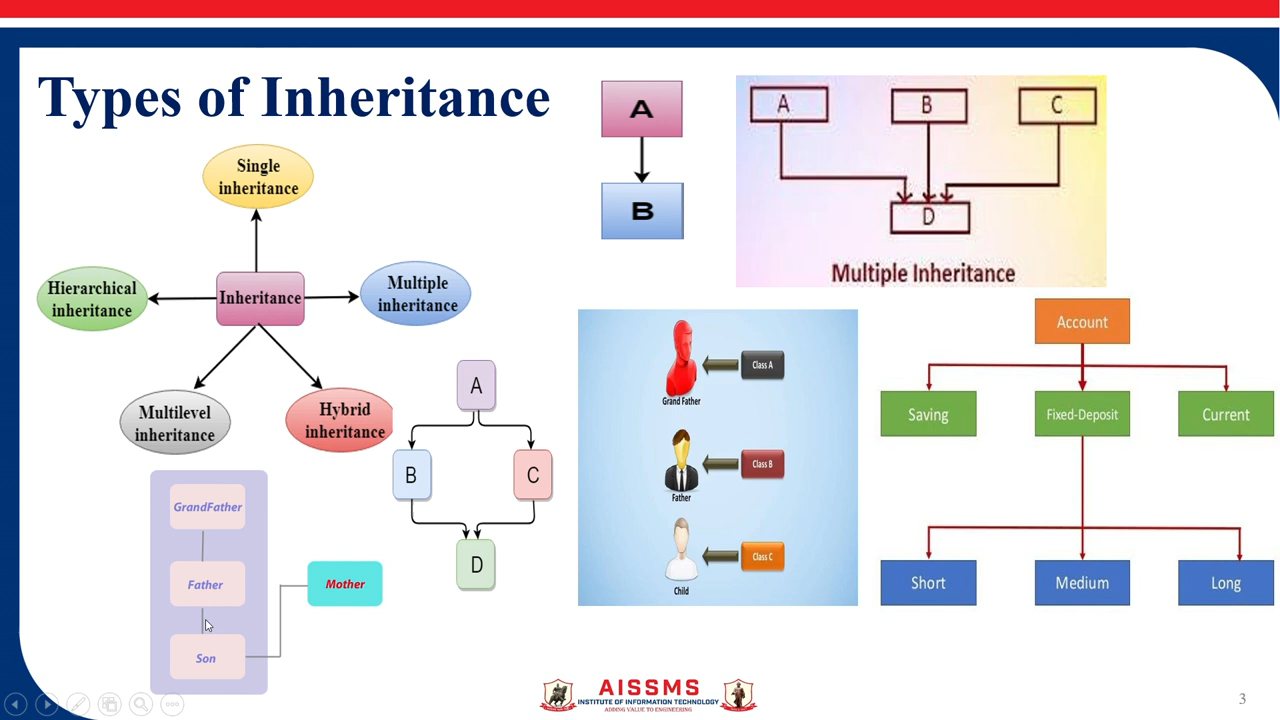 Types of Inheritance
Single
inheritance
Hierarchical
inheritance
Inheritance
Multiple
inheritance
Multilevel
inheritance
Hybrid
inheritance
A
B
A
B
C
D
Multiple Inheritance
A
B
C
D
GrandFather
Father
Son
Mother
Class A
Grand Father
Class B
Father
Class C
Child
Account
Saving
Fixed-Deposit
Current
Short
Medium
Long
AISSMS
INSTITUTE OF INFORMATION TECHNOLOGY
ADDING VALUE TO ENGINEERING
3